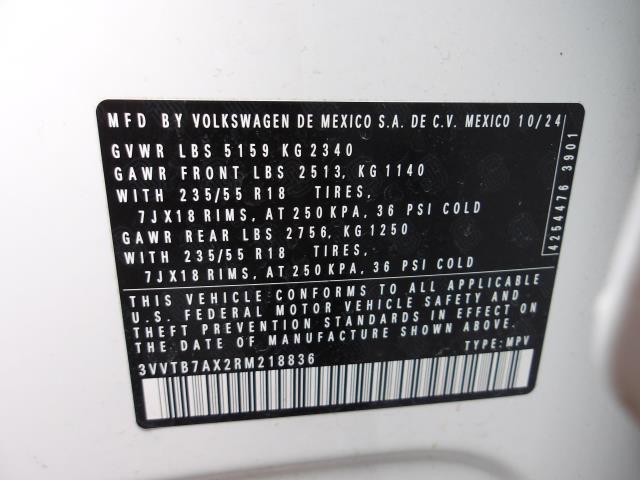 MFD BY VOLKSWAGEN DE MEXICO S.A. DE C.V. MEXICO 10/24
GVWR LBS 5159 KG 2340
GAWR FRONT LBS 2513, KG 1140
WITH 235/55 R18 TIRES,
7JX18 RIMS, AT 250 KPA, 36 PSI COLD
GAWR REAR LBS 2756, KG 1250
WITH 235/55 R18 TIRES,
7JX18 RIMS, AT 250 KPA, 36 PSI COLD
4254476 3901
THIS VEHICLE CONFORMS TO ALL APPLICABLE
U.S. FEDERAL MOTOR VEHICLE SAFETY AND
THEFT PREVENTION STANDARDS IN EFFECT ON
THE DATE OF MANUFACTURE SHOWN ABOVE.
3VVTB7AX2RM218836 TYPE: MPV